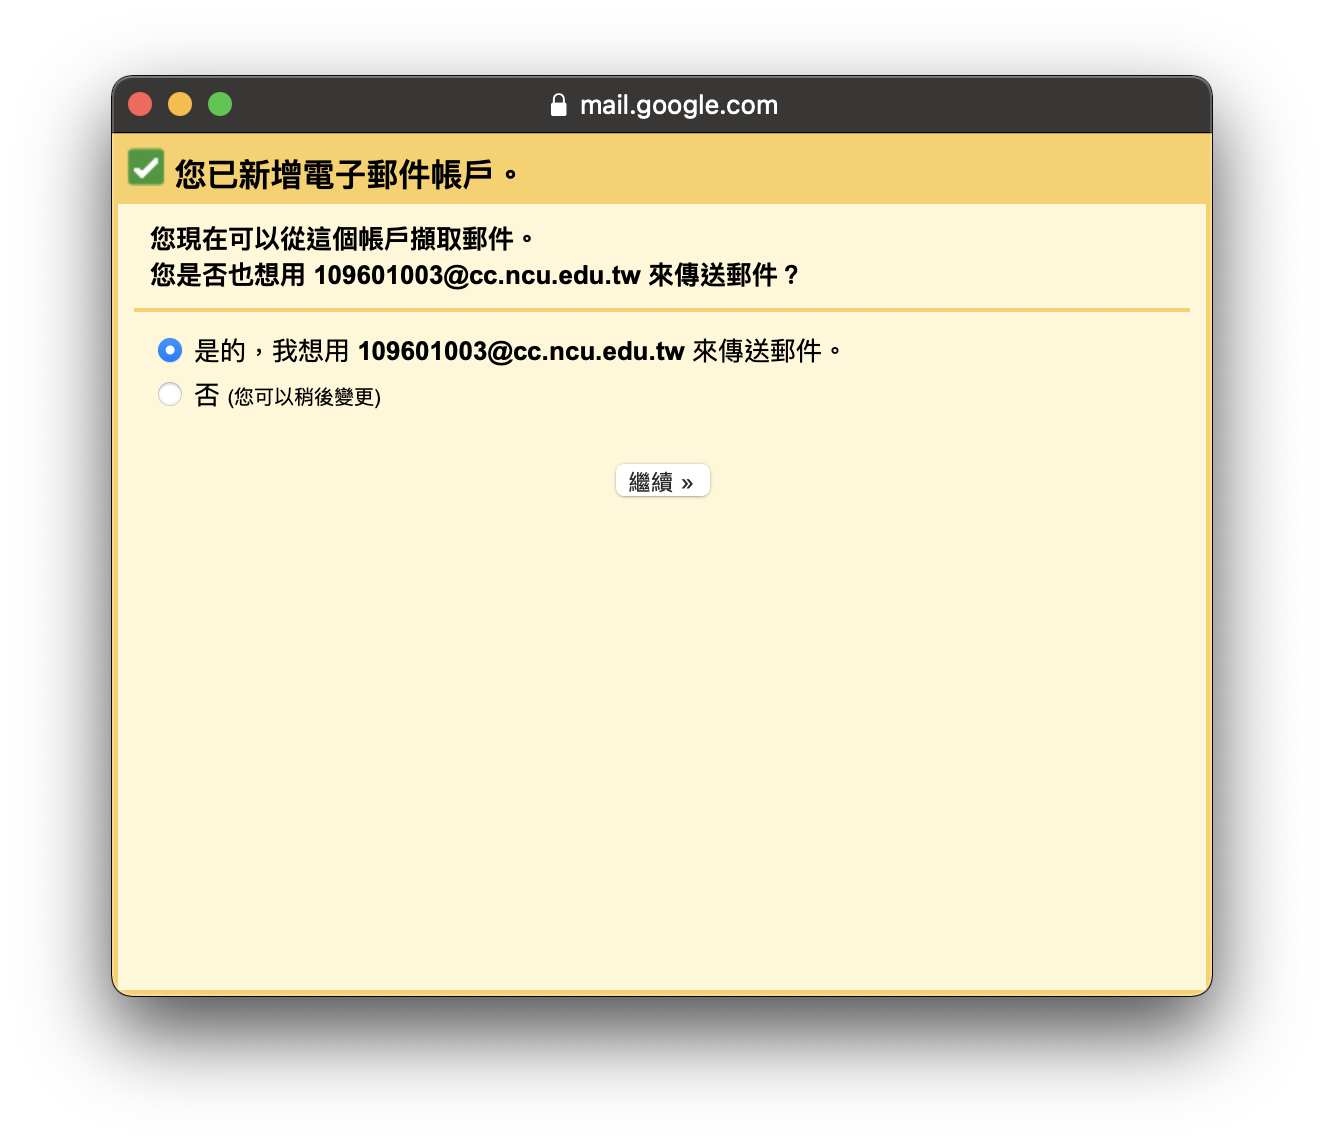 mail.google.com
您已新增電子郵件帳戶。
您現在可以從這個帳戶擷取郵件。
您是否也想用 109601003@cc.ncu.edu.tw 來傳送郵件？
是的，我想用 109601003@cc.ncu.edu.tw 來傳送郵件。
否 (您可以稍後變更)
繼續 »